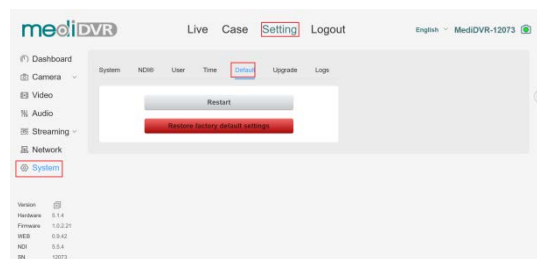 mediDVR
Live Case Setting Logout
English MediDVR-12073
Dashboard
Camera
Video
Audio
Streaming
Network
System
System NDI® User Time Default Upgrade Logs
Restart
Restore factory default settings
Version
Hardware 5.1.4
Firmware 1.0.2.21
WEB 0.9.42
NDI 5.5.4
SN 12073